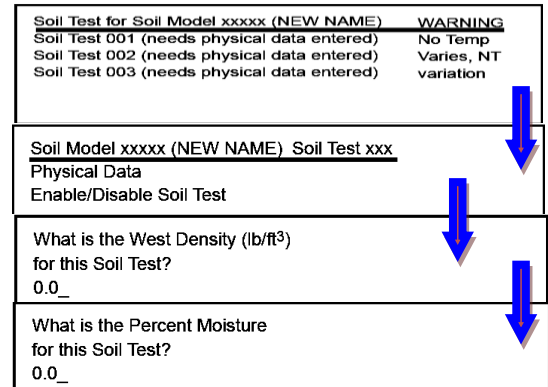 Soil Test for Soil Model xxxxx (NEW NAME) WARNING
Soil Test 001 (needs physical data entered) No Temp
Soil Test 002 (needs physical data entered) Varies, NT
Soil Test 003 (needs physical data entered) variation
Soil Model xxxxx (NEW NAME) Soil Test xxx
Physical Data
Enable/Disable Soil Test
What is the West Density (lb/ft³)
for this Soil Test?
0.0_
What is the Percent Moisture
for this Soil Test?
0.0_